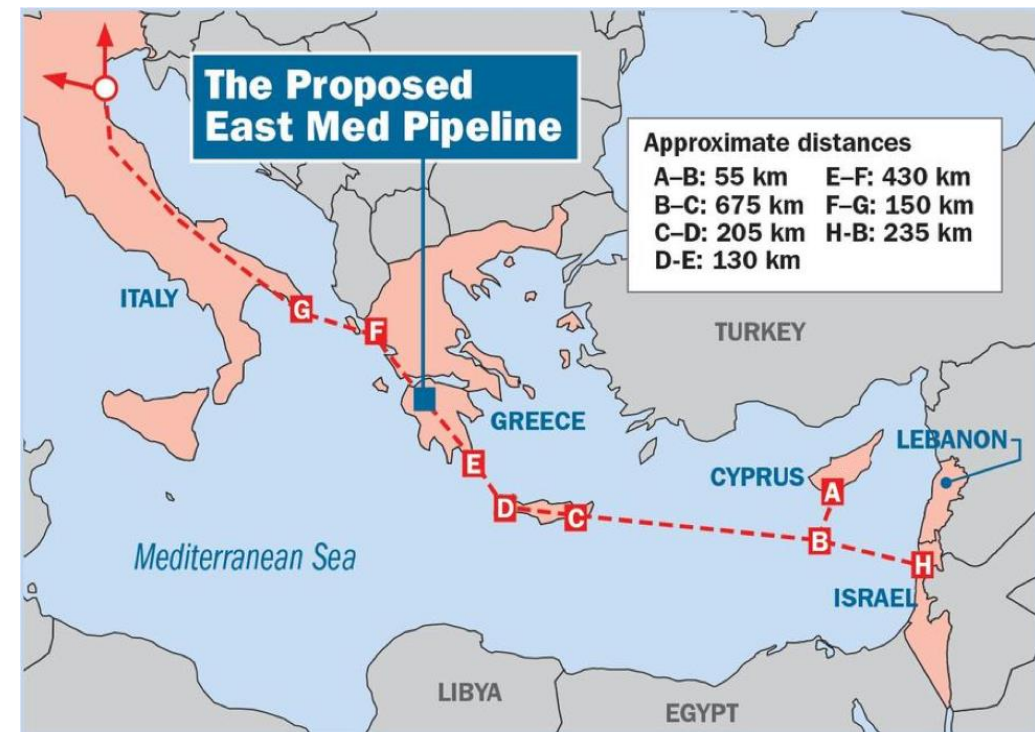 The Proposed
East Med Pipeline
Approximate distances
A–B: 55 km E–F: 430 km
B–C: 675 km F–G: 150 km
C–D: 205 km H-B: 235 km
D-E: 130 km
ITALY
G
F
TURKEY
GREECE
LEBANON
E
CYPRUS
A
D
C
B
Mediterranean Sea
H
ISRAEL
LIBYA
EGYPT